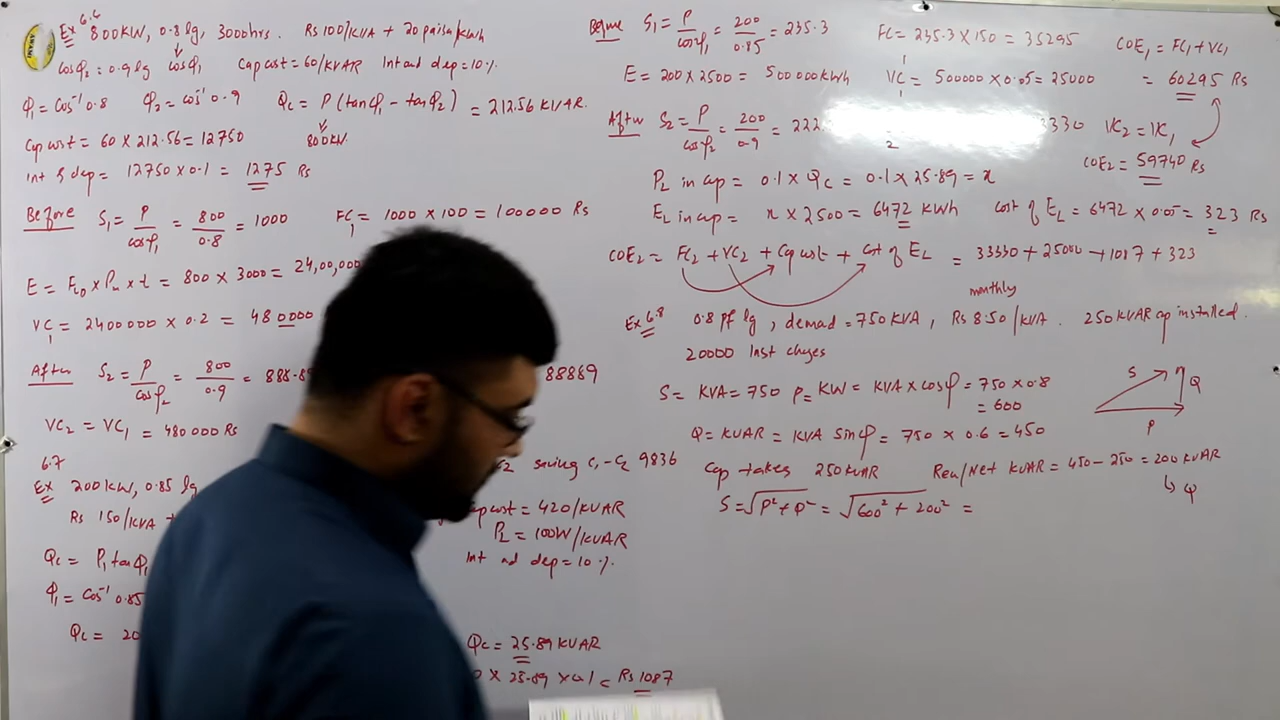 Ex 6.6 800KW, 0.8 lg, 3000hrs. Rs 100/KVA + 20 paisa/KWh
cosφ2 = 0.9 lg cosφ1 Cap cost = 60/KVAR Int and dep = 10%
φ1 = cos⁻¹ 0.8 φ2 = cos⁻¹ 0.9 Qc = P (tanφ1 - tanφ2) = 212.56 KVAR.
800KW.
Cap cost = 60 × 212.56 = 12750
Int & dep = 12750 × 0.1 = 1275 Rs
Before S1 = P/cosφ1 = 800/0.8 = 1000 FC1 = 1000 × 100 = 100000 Rs
× t = 800 × 3000 = 24,00,000
VC1 = 2400000 × 0.2 = 480000
After S2 = P/cosφ2 = 800/0.9 = 888.8
88889
VC2 = VC1 = 480000 Rs
saving C1-C2 9836
Ex 6.7 200KW, 0.85 lg
Rs 150/KVA
cost = 420/KVAR
PL = 100W/KVAR
Int and dep = 10%.
Qc = P1 tanφ1
φ1 = cos⁻¹ 0.85
Qc = 20
Qc = 25.89 KVAR
× 25.89 × 0.1 = Rs 1087
Before S1 = P/cosφ1 = 200/0.85 = 235.3 FC1 = 235.3 × 150 = 35295 COE1 = FC1 + VC1
E = 200 × 2500 = 500000kWh VC1 = 500000 × 0.05 = 25000 = 60295 Rs
After S2 = P/cosφ2 = 200/0.9 = 222. 2 3330 VC2 = VC1
COE2 = 59740 Rs
PL in cap = 0.1 × Qc = 0.1 × 25.89 = x
EL in cap = x × 2500 = 6472 KWh Cost of EL = 6472 × 0.05 = 323 Rs
COE2 = FC2 + VC2 + Cap cost + Cost of EL = 33330 + 25000 + 1087 + 323
monthly
Ex 6.8 0.8 pf lg, demad = 750 KVA, Rs 8.50/KVA. 250 KVAR cap installed.
20000 inst chages
S = KVA = 750 P = KW = KVA × cosφ = 750 × 0.8
= 600
S Q P
Q = KVAR = KVA sinφ = 750 × 0.6 = 450
Cap takes 250 KVAR Rem/Net KVAR = 450 - 250 = 200 KVAR
↳ Q
S = √P² + Q² = √600² + 200² =